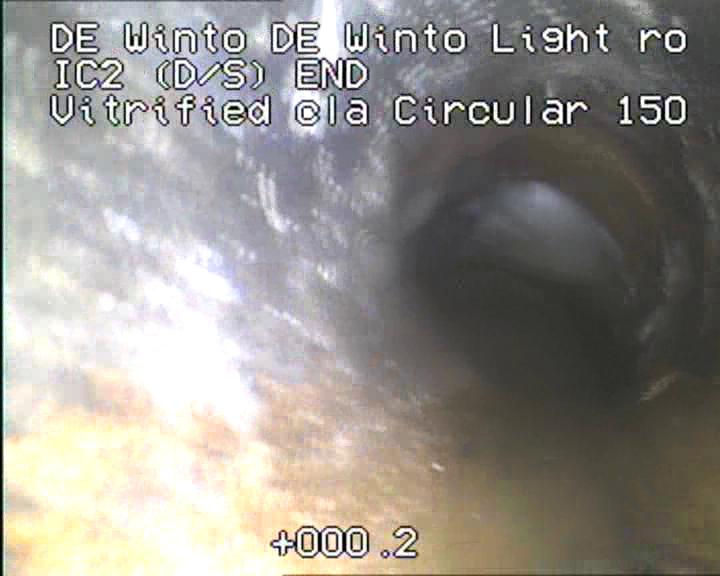 DE Winto DE Winto Light ro
IC2 (D/S) END
Vitrified cla Circular 150
+000.2